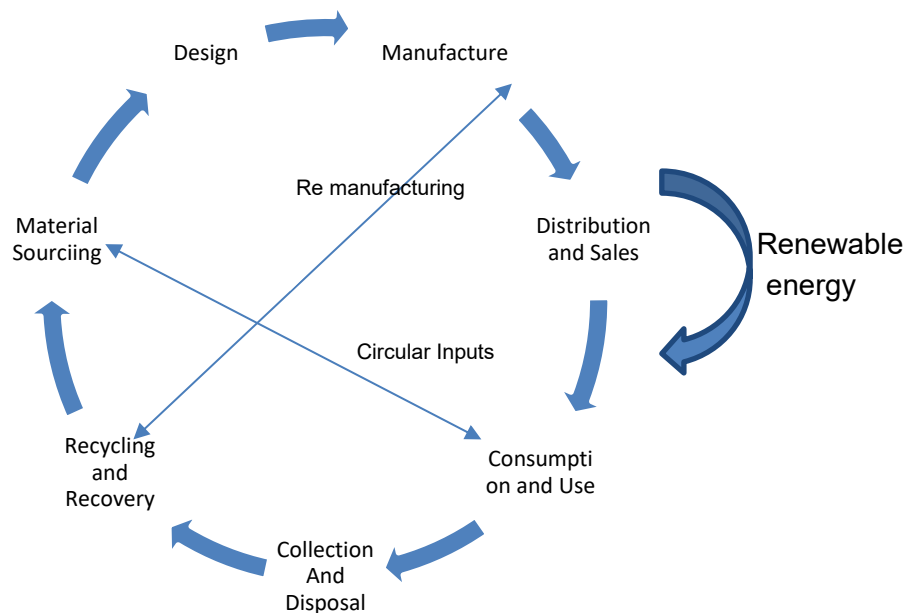 Design
Manufacture
Re manufacturing
Material
Sourciing
Distribution
and Sales
Renewable
energy
Circular Inputs
Recycling
and
Recovery
Consumpti
on and Use
Collection
And
Disposal